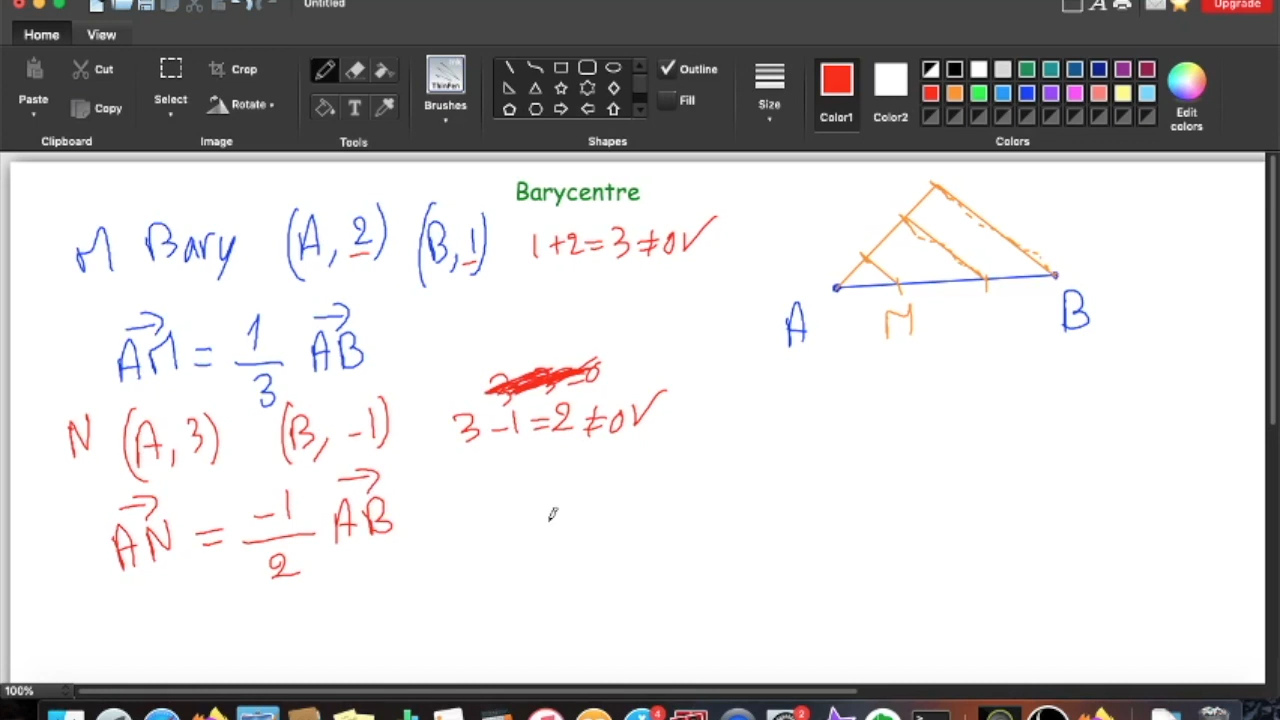 Untitled
Upgrade
Home View
Paste Cut Copy Select Crop Rotate Brushes Outline Fill Size Color1 Color2 Edit colors
Clipboard Image Tools Shapes Colors
Barycentre
M Bary (A, 2) (B, 1) 1+2=3≠0✓
AM = 1/3 AB
A M B
N (A, 3) (B, -1) 3-1=2≠0✓
AN = -1/2 AB
100%